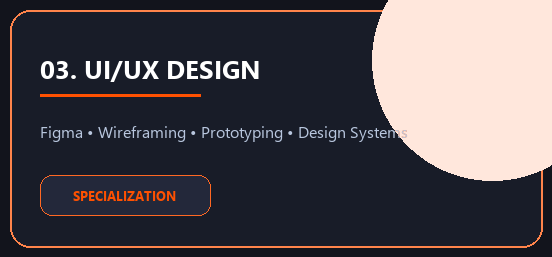 03. UI/UX DESIGN
Figma • Wireframing • Prototyping • Design Systems
SPECIALIZATION